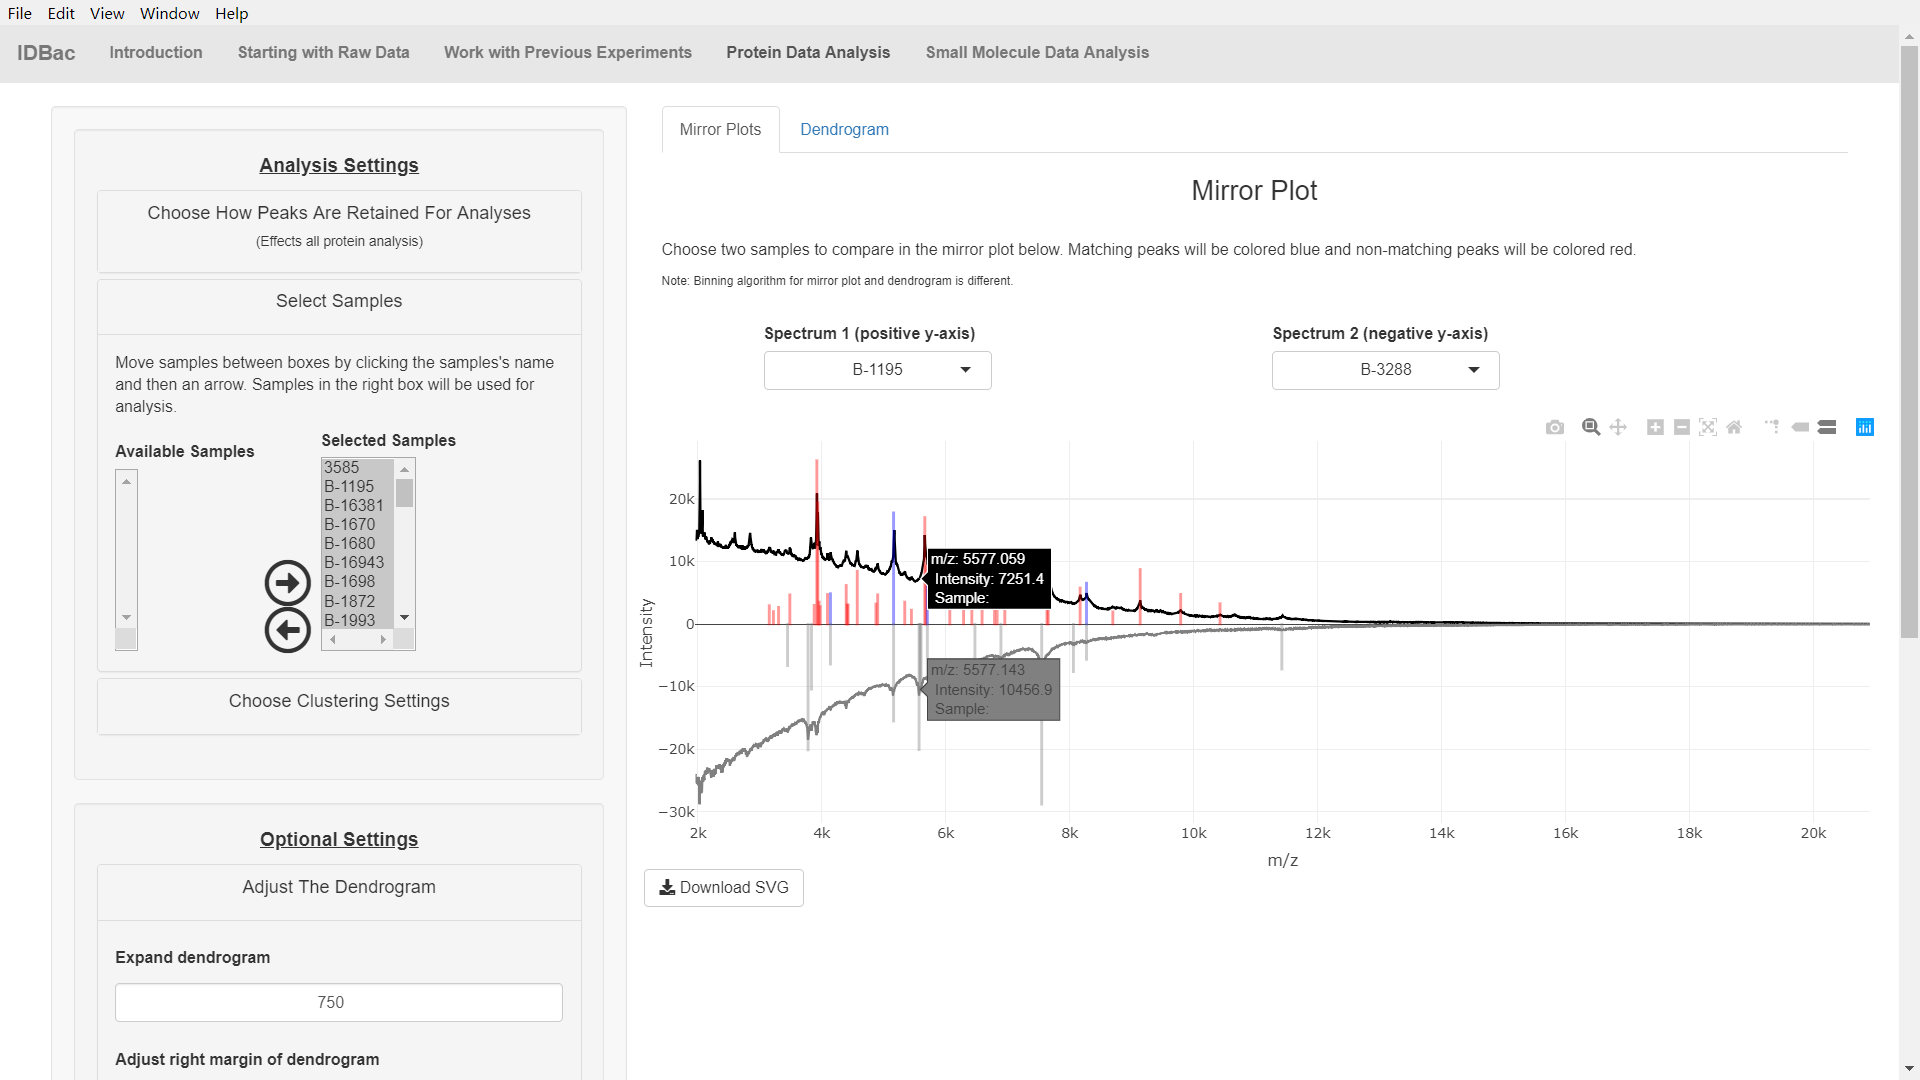 File Edit View Window Help
IDBac Introduction Starting with Raw Data Work with Previous Experiments Protein Data Analysis Small Molecule Data Analysis
Analysis Settings
Choose How Peaks Are Retained For Analyses
(Effects all protein analysis)
Select Samples
Move samples between boxes by clicking the samples's name
and then an arrow. Samples in the right box will be used for
analysis.
Available Samples
Selected Samples
3585
B-1195
B-16381
B-1670
B-1680
B-16943
B-1698
B-1872
B-1993
Choose Clustering Settings
Optional Settings
Adjust The Dendrogram
Expand dendrogram
750
Adjust right margin of dendrogram
Mirror Plots Dendrogram
Mirror Plot
Choose two samples to compare in the mirror plot below. Matching peaks will be colored blue and non-matching peaks will be colored red.
Note: Binning algorithm for mirror plot and dendrogram is different.
Spectrum 1 (positive y-axis)
B-1195
Spectrum 2 (negative y-axis)
B-3288
20k
10k
0
−10k
−20k
−30k
Intensity
m/z: 5577.059
Intensity: 7251.4
Sample:
m/z: 5577.143
Intensity: 10456.9
Sample:
2k 4k 6k 8k 10k 12k 14k 16k 18k 20k
m/z
Download SVG